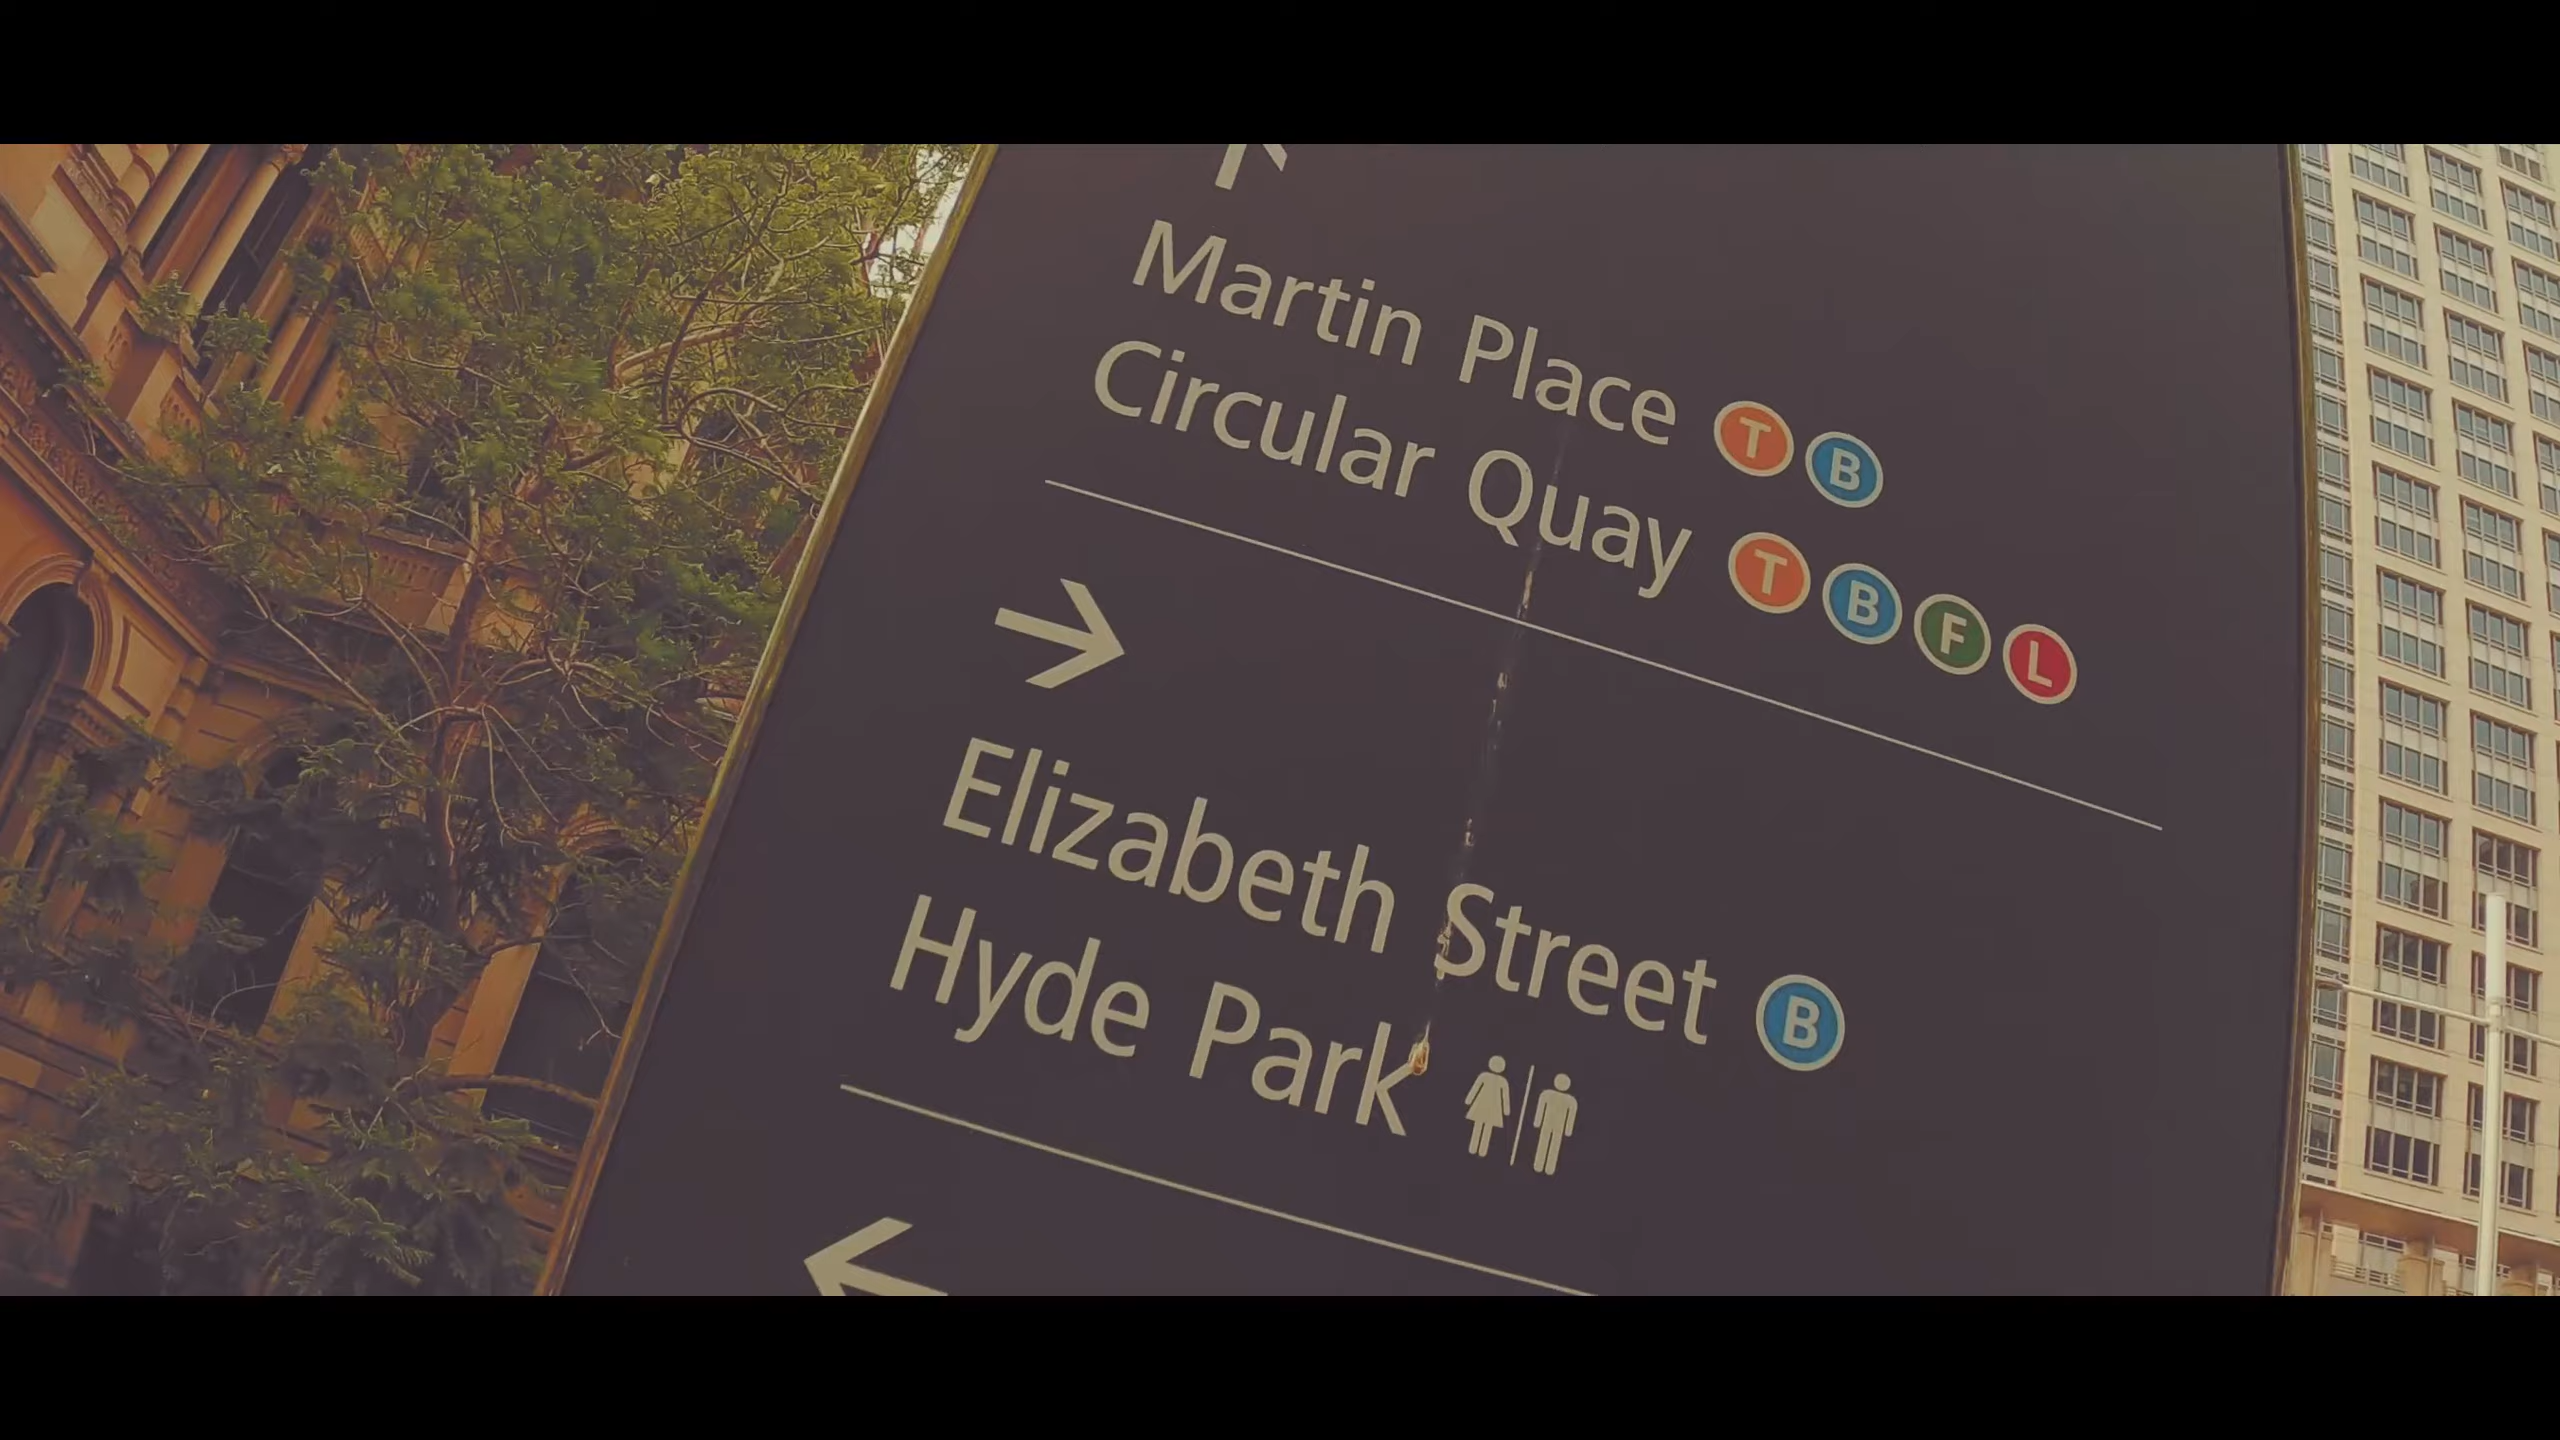 Martin Place T B
Circular Quay T B F L
Elizabeth Street B
Hyde Park